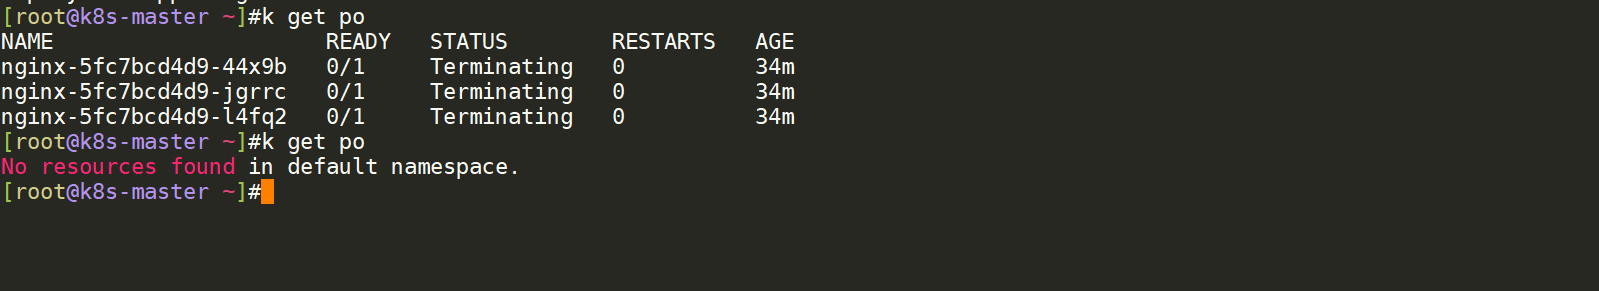 [root@k8s-master ~]#k get po
NAME                     READY   STATUS        RESTARTS   AGE
nginx-5fc7bcd4d9-44x9b   0/1     Terminating   0          34m
nginx-5fc7bcd4d9-jgrrc   0/1     Terminating   0          34m
nginx-5fc7bcd4d9-l4fq2   0/1     Terminating   0          34m
[root@k8s-master ~]#k get po
No resources found in default namespace.
[root@k8s-master ~]#